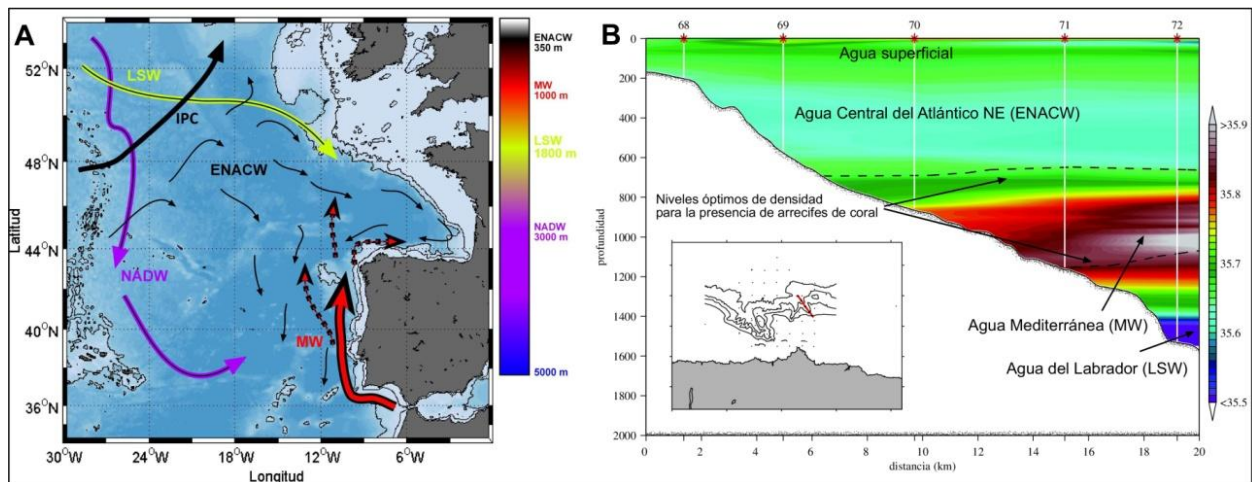 A
52°N
48°N
44°N
40°N
36°N
Latitud
30°W
24°W
18°W
12°W
6°W
Longitud
LSW
IPC
ENACW
NADW
MW
ENACW
350 m
MW
1000 m
LSW
1800 m
NADW
3000 m
5000 m
B
68
69
70
71
72
0
200
400
600
800
1000
1200
1400
1600
1800
2000
profundidad
Agua superficial
Agua Central del Atlántico NE (ENACW)
Niveles óptimos de densidad
para la presencia de arrecifes de coral
Agua Mediterránea (MW)
Agua del Labrador (LSW)
0
2
4
6
8
10
12
14
16
18
20
distancia (km)
>35.9
35.8
35.7
35.6
<35.5